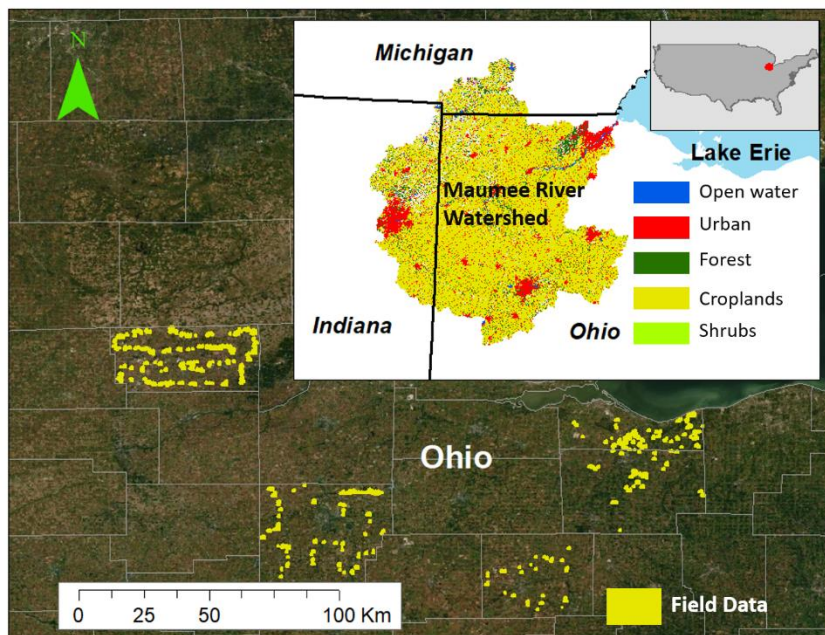 N
Michigan
Lake Erie
Maumee River
Watershed
Open water
Urban
Forest
Croplands
Shrubs
Indiana
Ohio
Ohio
0 25 50 100 Km
Field Data